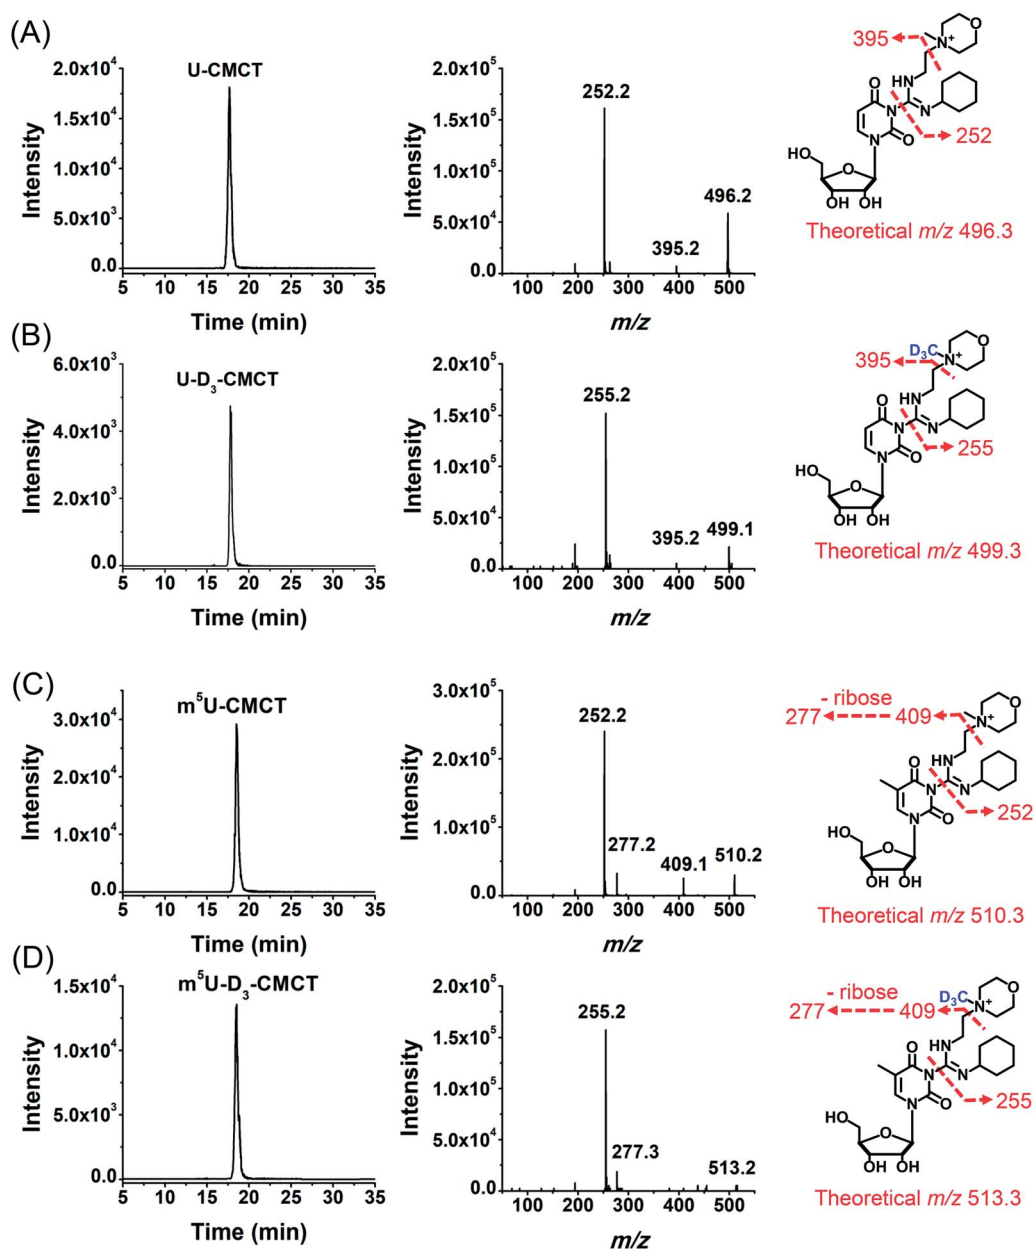 (A)
U-CMCT
2.0x10⁴
1.5x10⁴
1.0x10⁴
5.0x10³
0.0
Intensity
5 10 15 20 25 30 35
Time (min)
252.2
496.2
395.2
2.0x10⁵
1.5x10⁵
1.0x10⁵
5.0x10⁴
0.0
Intensity
100 200 300 400 500
m/z
395
N⁺
O
HN
O
N
N
252
N
O
HO
O
OH OH
Theoretical m/z 496.3
(B)
U-D₃-CMCT
6.0x10³
4.0x10³
2.0x10³
0.0
Intensity
5 10 15 20 25 30 35
Time (min)
255.2
395.2
499.1
2.0x10⁵
1.5x10⁵
1.0x10⁵
5.0x10⁴
0.0
Intensity
100 200 300 400 500
m/z
D₃C
O
395
N⁺
HN
O
N
N
255
N
O
HO
O
OH OH
Theoretical m/z 499.3
(C)
m⁵U-CMCT
3.0x10⁴
2.0x10⁴
1.0x10⁴
0.0
Intensity
5 10 15 20 25 30 35
Time (min)
252.2
277.2
409.1
510.2
3.0x10⁵
2.0x10⁵
1.0x10⁵
0.0
Intensity
100 200 300 400 500
m/z
- ribose
277
409
N⁺
O
HN
O
N
N
252
N
O
HO
O
OH OH
Theoretical m/z 510.3
(D)
m⁵U-D₃-CMCT
1.5x10⁴
1.0x10⁴
5.0x10³
0.0
Intensity
5 10 15 20 25 30 35
Time (min)
255.2
277.3
513.2
2.0x10⁵
1.5x10⁵
1.0x10⁵
5.0x10⁴
0.0
Intensity
100 200 300 400 500
m/z
- ribose
D₃C
O
277
409
N⁺
HN
O
N
N
255
N
O
HO
O
OH OH
Theoretical m/z 513.3